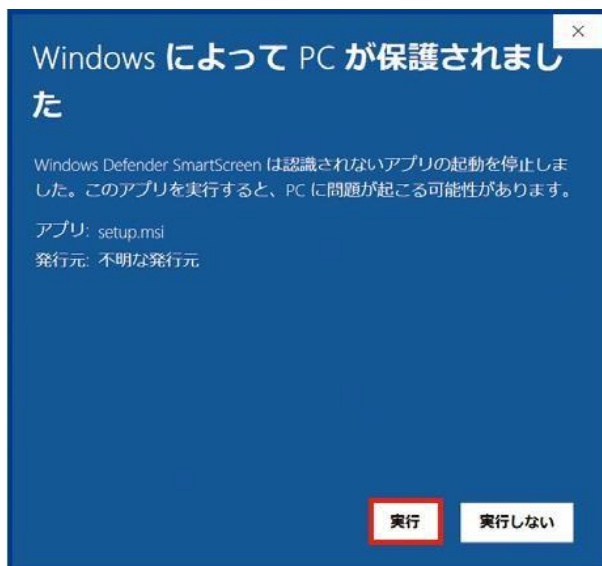 Windows によって PC が保護されまし
た
Windows Defender SmartScreen は認識されないアプリの起動を停止しま
した。このアプリを実行すると、PC に問題が起こる可能性があります。
アプリ: setup.msi
発行元: 不明な発行元
実行 実行しない